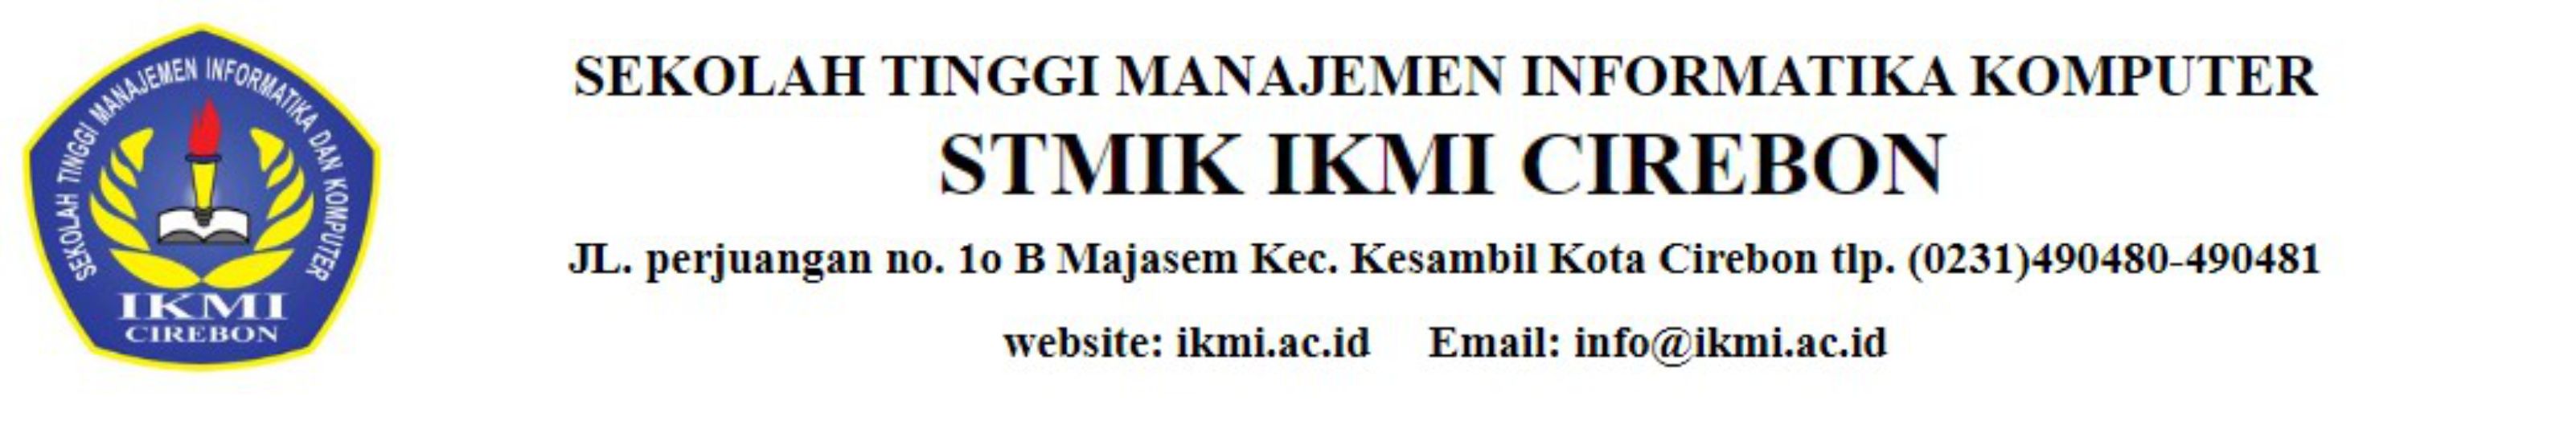 SEKOLAH TINGGI MANAJEMEN INFORMATIKA DAN KOMPUTER
IKMI
CIREBON
SEKOLAH TINGGI MANAJEMEN INFORMATIKA KOMPUTER
STMIK IKMI CIREBON
JL. perjuangan no. 1o B Majasem Kec. Kesambil Kota Cirebon tlp. (0231)490480-490481
website: ikmi.ac.id Email: info@ikmi.ac.id